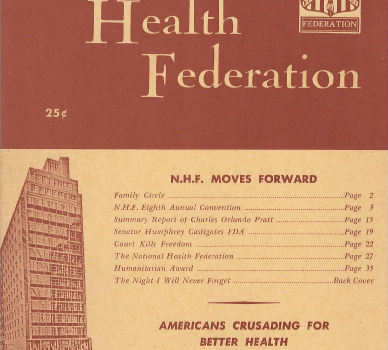 Health
FEDERATION
Federation
25¢
N.H.F. MOVES FORWARD
Family Circle ........ Page 2
N.H.F. Eighth Annual Convention ........ Page 3
Summary Report of Charles Orlando Pratt ........ Page 15
Senator Humphrey Castigates FDA ........ Page 19
Court Kills Freedom ........ Page 22
The National Health Federation ........ Page 27
Humanitarian Award ........ Page 35
The Night I Will Never Forget ........ Back Cover
AMERICANS CRUSADING FOR
BETTER HEALTH